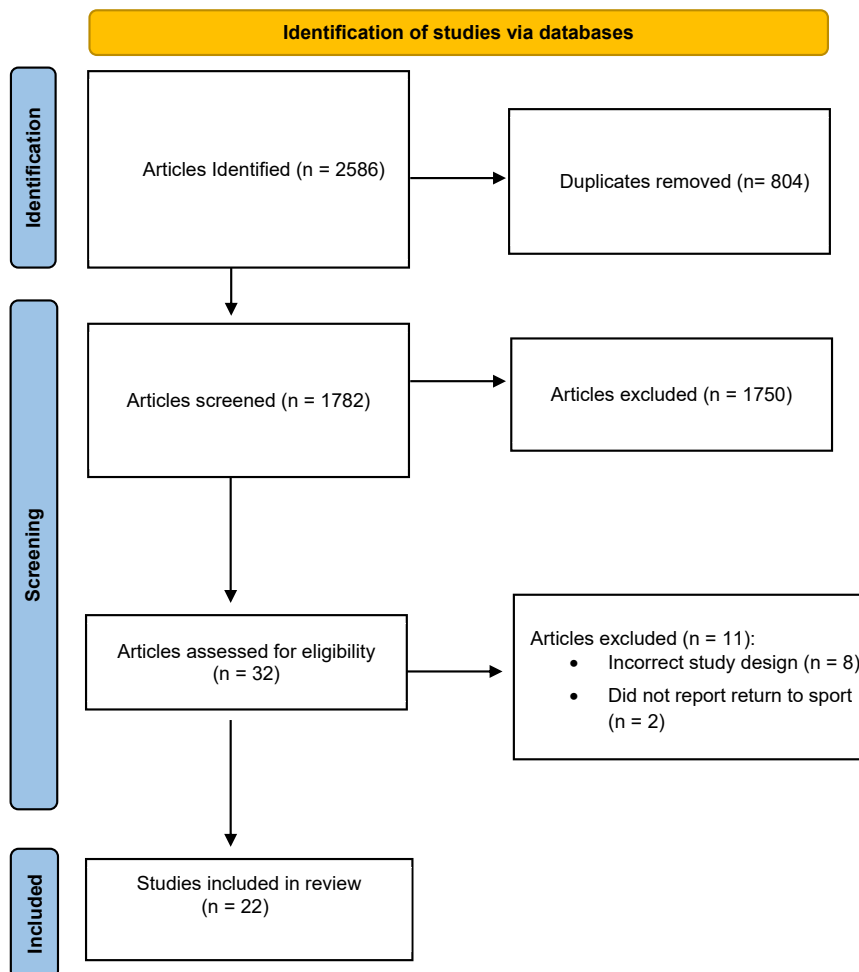 Identification of studies via databases
Identification
Articles Identified (n = 2586)
Duplicates removed (n= 804)
Screening
Articles screened (n = 1782)
Articles excluded (n = 1750)
Articles assessed for eligibility
(n = 32)
Articles excluded (n = 11):
• Incorrect study design (n = 8)
• Did not report return to sport
(n = 2)
Included
Studies included in review
(n = 22)